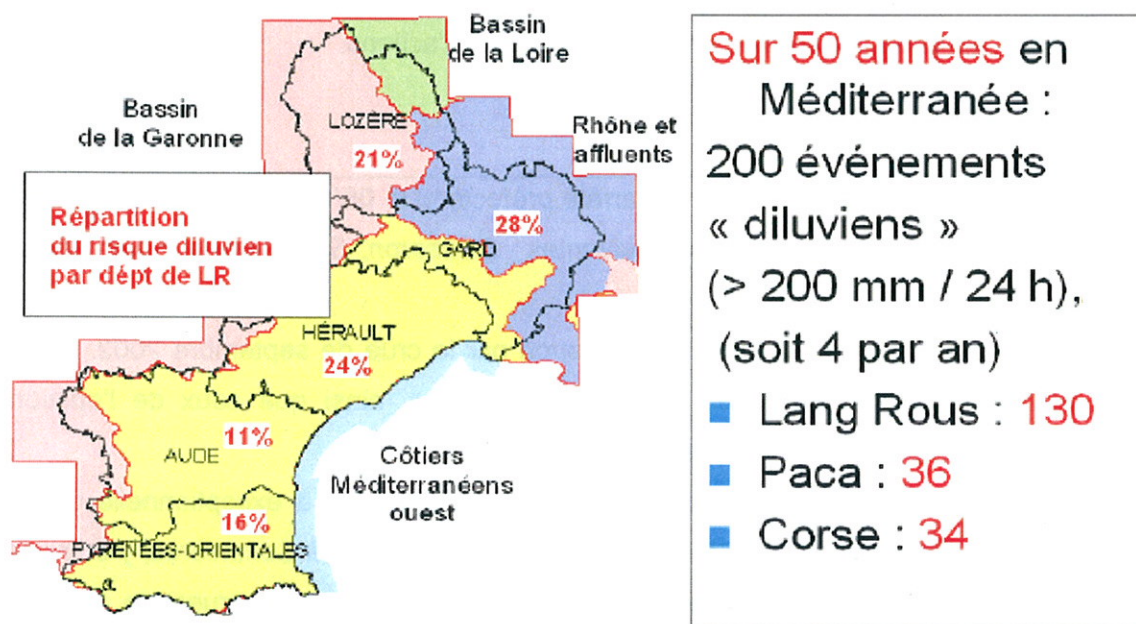 Bassin
de la Loire
Bassin
de la Garonne
LOZÈRE
21%
Rhône et
affluents
Répartition
du risque diluvien
par dépt de LR
28%
GARD
HÉRAULT
24%
11%
AUDE
Côtiers
Méditerranéens
ouest
16%
PYRÉNÉES-ORIENTALES
Sur 50 années en
Méditerranée :
200 événements
« diluviens »
(> 200 mm / 24 h),
(soit 4 par an)
Lang Rous : 130
Paca : 36
Corse : 34